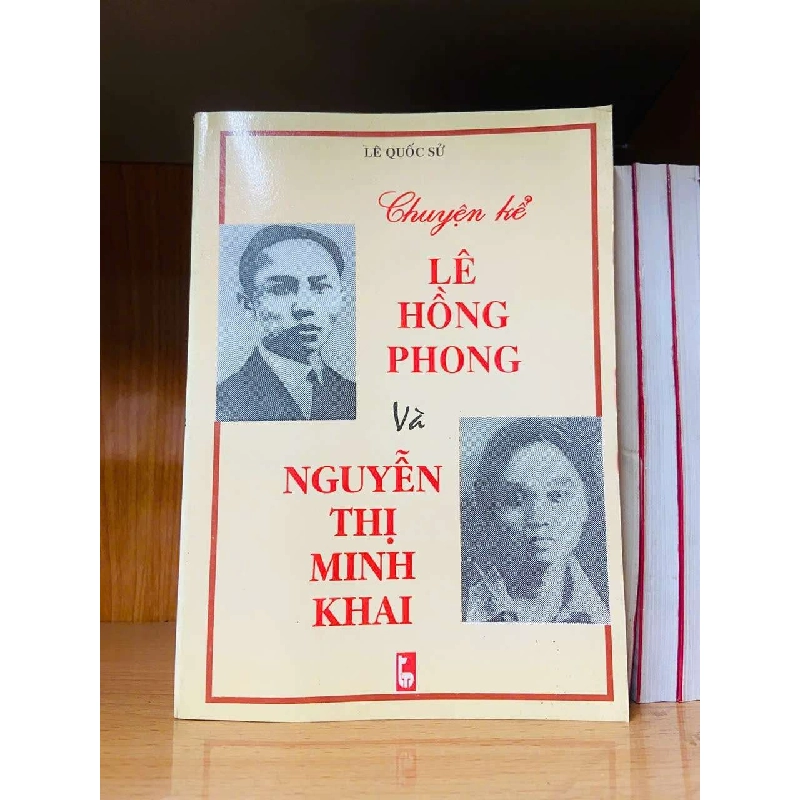 LÊ QUỐC SỬ
Chuyện kể
LÊ
HỒNG
PHONG
Và
NGUYỄN
THỊ
MINH
KHAI